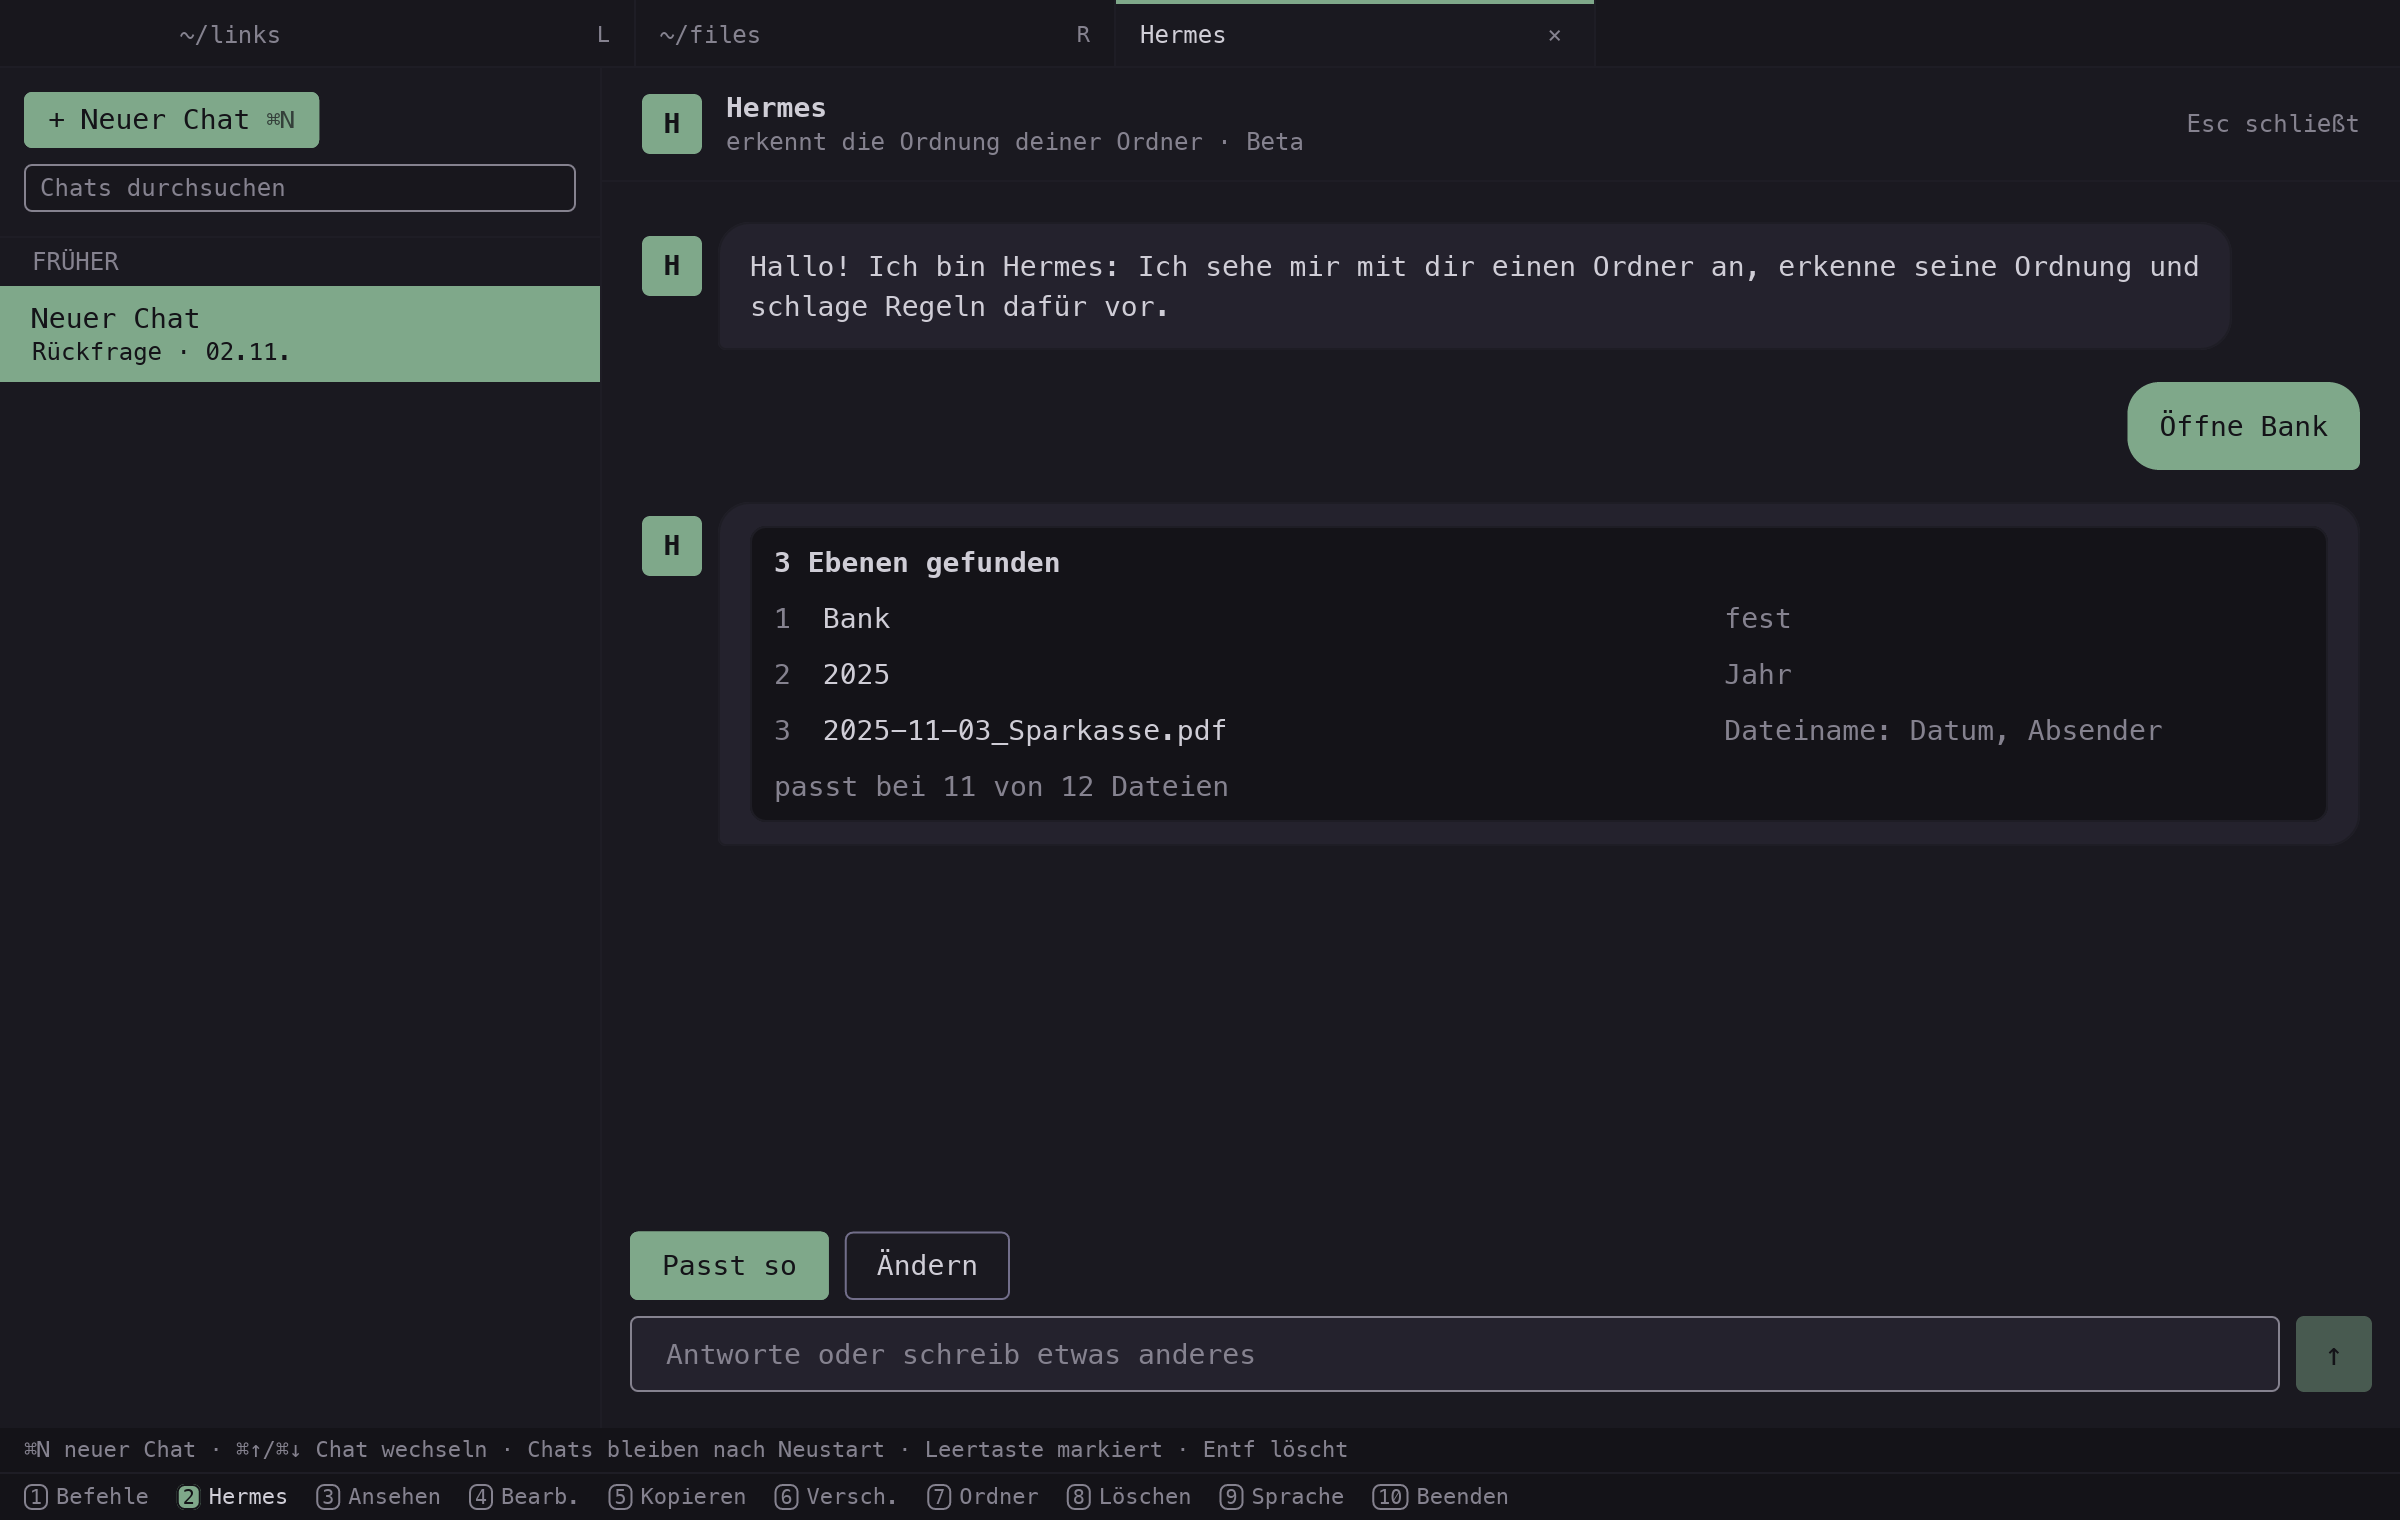 ~/links L ~/files R Hermes ×
+ Neuer Chat ⌘N
Chats durchsuchen
FRÜHER
Neuer Chat
Rückfrage · 02.11.
H Hermes
erkennt die Ordnung deiner Ordner · Beta
Esc schließt
H Hallo! Ich bin Hermes: Ich sehe mir mit dir einen Ordner an, erkenne seine Ordnung und
schlage Regeln dafür vor.
Öffne Bank
H
3 Ebenen gefunden
1 Bank fest
2 2025 Jahr
3 2025-11-03_Sparkasse.pdf Dateiname: Datum, Absender
passt bei 11 von 12 Dateien
Passt so Ändern
Antworte oder schreib etwas anderes ↑
⌘N neuer Chat · ⌘↑/⌘↓ Chat wechseln · Chats bleiben nach Neustart · Leertaste markiert · Entf löscht
1 Befehle 2 Hermes 3 Ansehen 4 Bearb. 5 Kopieren 6 Versch. 7 Ordner 8 Löschen 9 Sprache 10 Beenden